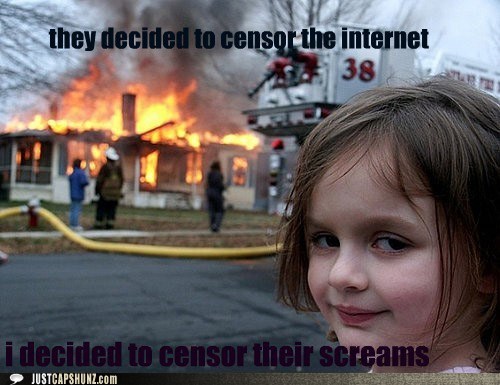 they decided to censor the internet
38
i decided to censor their screams
JUSTCAPSHUNZ.com